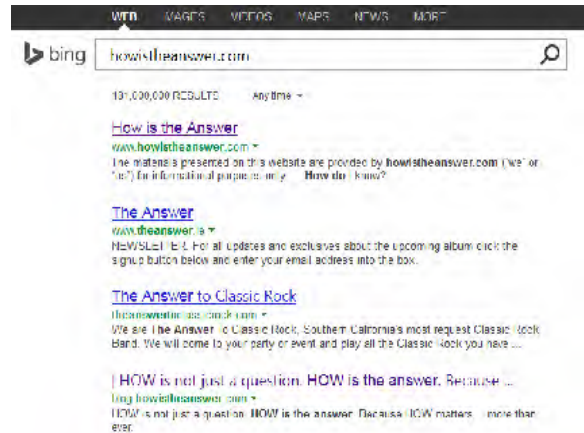 WEB IMAGES VIDEOS MAPS NEWS MORE
bing howistheanswer.com
131,000,000 RESULTS Any time
How is the Answer
www.howistheanswer.com
The materials presented on this website are provided by howistheanswer.com ("we" or
"us") for informational purposes only. ... How do I know?
The Answer
www.theanswer.ie
NEWSLETTER. For all updates and exclusives about the upcoming album click the
signup button below and enter your email address into the box.
The Answer to Classic Rock
theanswertoclassicrock.com
We are The Answer To Classic Rock, Southern California's most request Classic Rock
Band. We will come to your party or event and play all the Classic Rock you have ...
| HOW is not just a question. HOW is the answer. Because ...
blog.howistheanswer.com
HOW is not just a question. HOW is the answer. Because HOW matters... more than
ever.